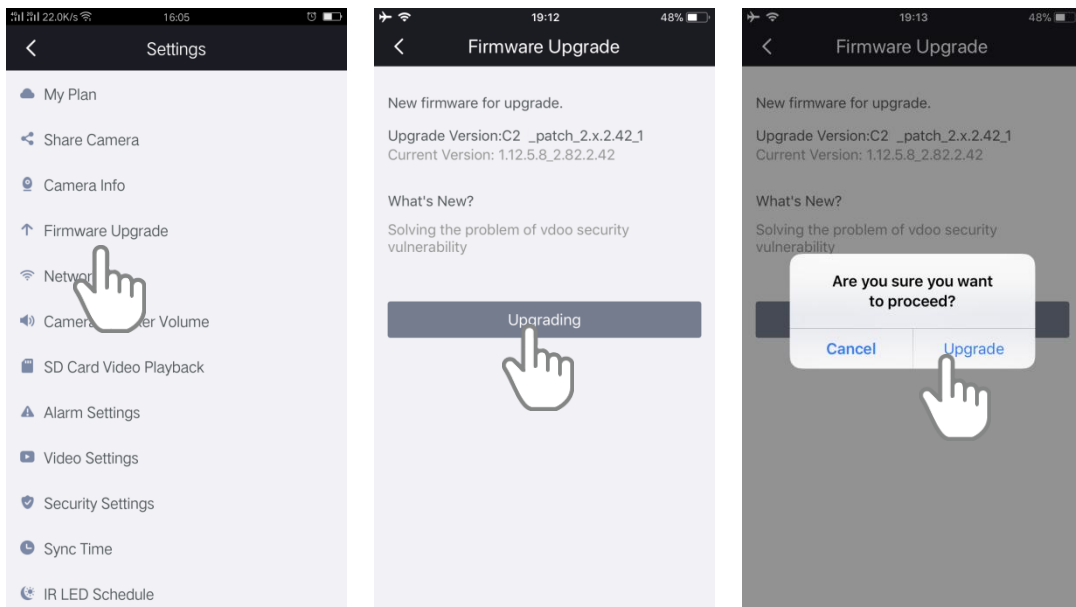 22.0K/s 16:05
Settings
My Plan
Share Camera
Camera Info
Firmware Upgrade
Networ
Camera er Volume
SD Card Video Playback
Alarm Settings
Video Settings
Security Settings
Sync Time
IR LED Schedule
19:12 48%
Firmware Upgrade
New firmware for upgrade.
Upgrade Version:C2 _patch_2.x.2.42_1
Current Version: 1.12.5.8_2.82.2.42
What's New?
Solving the problem of vdoo security
vulnerability
Upgrading
19:13 48%
Firmware Upgrade
New firmware for upgrade.
Upgrade Version:C2 _patch_2.x.2.42_1
Current Version: 1.12.5.8_2.82.2.42
What's New?
Solving the problem of vdoo security
vulnerability
Are you sure you want
to proceed?
Cancel Upgrade